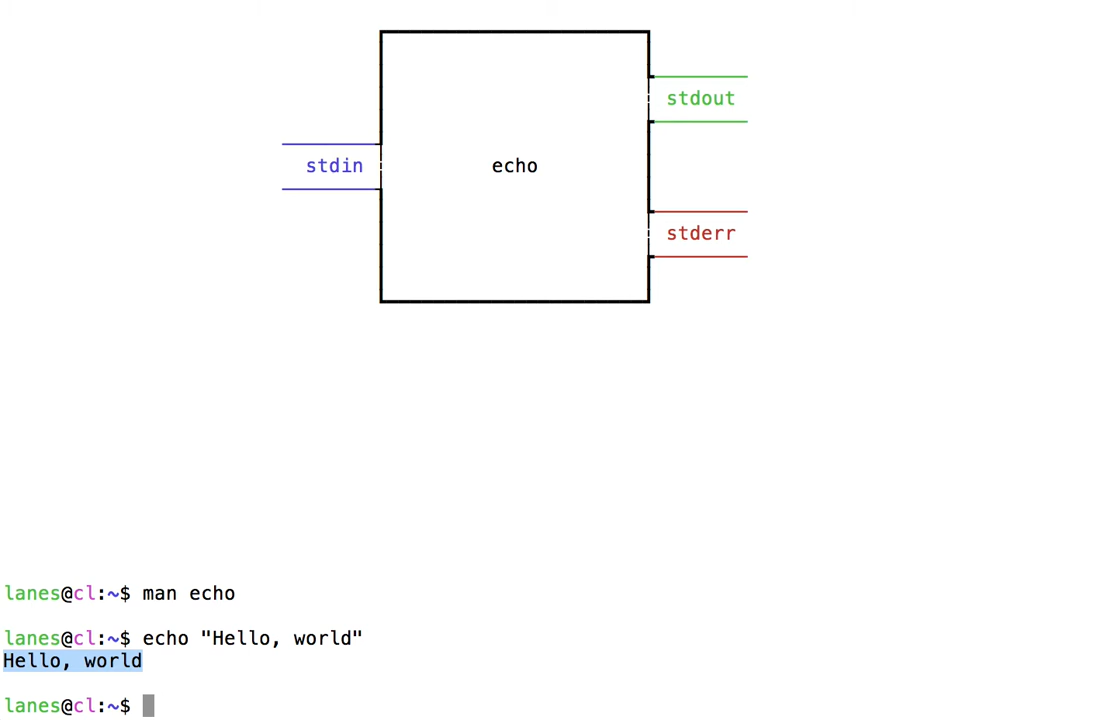 stdout
stdin
echo
stderr
lanes@cl:~$ man echo
lanes@cl:~$ echo "Hello, world"
Hello, world
lanes@cl:~$